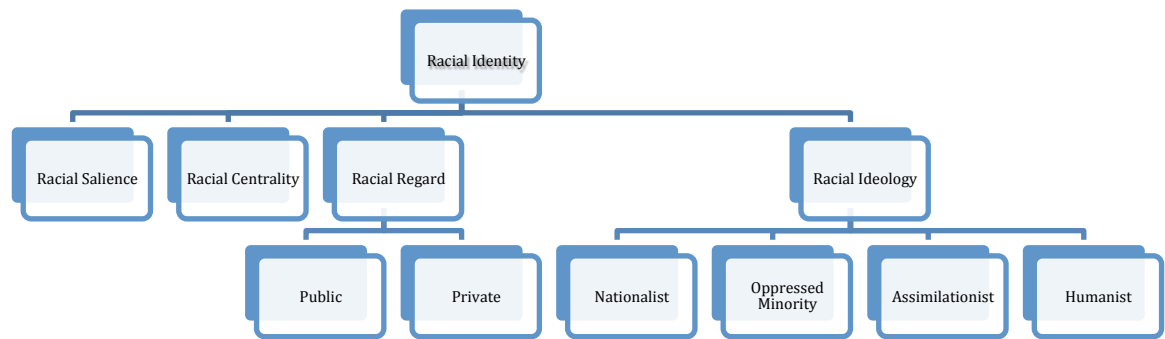 Racial Identity
Racial Salience
Racial Centrality
Racial Regard
Racial Ideology
Public
Private
Nationalist
Oppressed
Minority
Assimilationist
Humanist